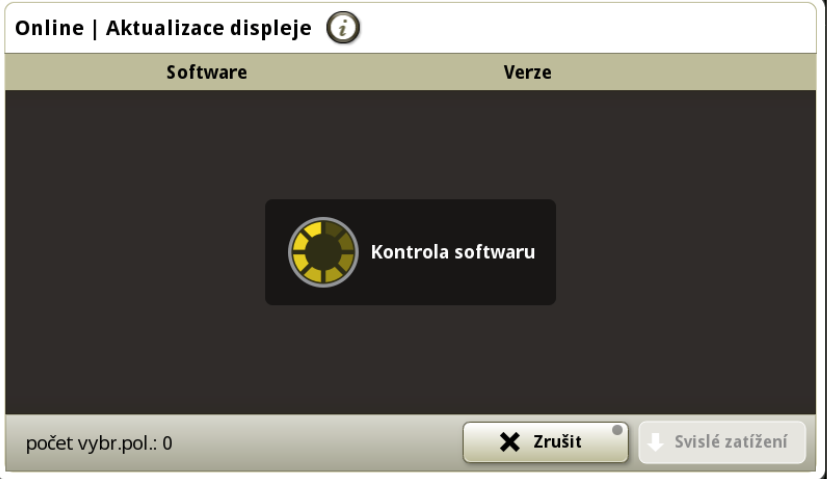 Online | Aktualizace displeje
Software Verze
Kontrola softwaru
počet vybr.pol.: 0 Zrušit Svislé zatížení